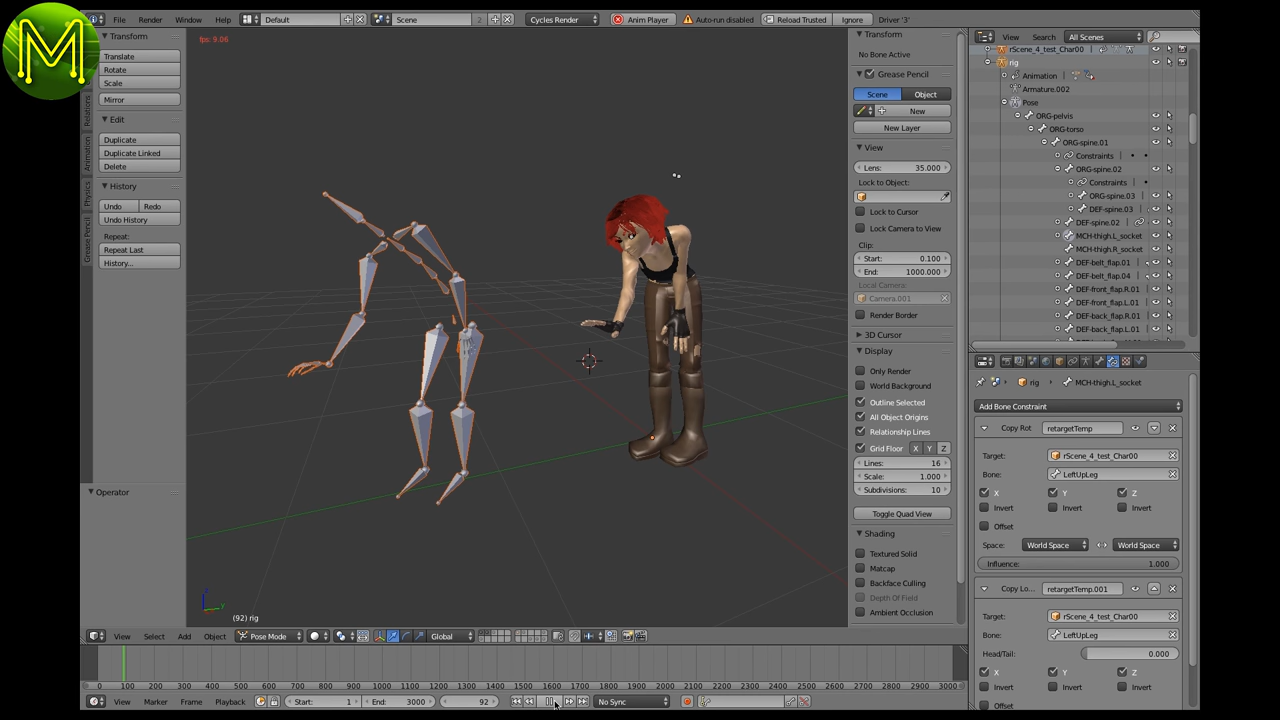 M
File Render Window Help Default Scene 2 Cycles Render Anim Player Auto-run disabled Reload Trusted Ignore Driver '3'
fps: 9.06
Transform
Translate
Rotate
Scale
Mirror
Edit
Duplicate
Duplicate Linked
Delete
History
Undo Redo
Undo History
Repeat:
Repeat Last
History...
Relations
Animation
Physics
Grease Pencil
Operator
(92) rig
Transform
No Bone Active
Grease Pencil
Scene Object
New
New Layer
View
Lens: 35.000
Lock to Object:
Lock to Cursor
Lock Camera to View
Clip:
Start: 0.100
End: 1000.000
Local Camera:
Camera.001
Render Border
3D Cursor
Display
Only Render
World Background
Outline Selected
All Object Origins
Relationship Lines
Grid Floor X Y Z
Lines: 16
Scale: 1.000
Subdivisions: 10
Toggle Quad View
Shading
Textured Solid
Matcap
Backface Culling
Depth Of Field
Ambient Occlusion
View Search All Scenes
rScene_4_test_Char00
rig
Animation
Armature.002
Pose
ORG-pelvis
ORG-torso
ORG-spine.01
Constraints
ORG-spine.02
Constraints
ORG-spine.03
DEF-spine.03
DEF-spine.02
MCH-thigh.L_socket
MCH-thigh.R_socket
DEF-belt_flap.01
DEF-belt_flap.04
DEF-front_flap.R.01
DEF-front_flap.L.01
DEF-back_flap.R.01
DEF-back_flap.L.01
rig MCH-thigh.L_socket
Add Bone Constraint
Copy Rot retargetTemp
Target: rScene_4_test_Char00
Bone: LeftUpLeg
X Y Z
Invert Invert Invert
Offset
Space: World Space World Space
Influence: 1.000
Copy Lo... retargetTemp.001
Target: rScene_4_test_Char00
Bone: LeftUpLeg
Head/Tail: 0.000
X Y Z
Invert Invert Invert
Offset
View Select Add Object Pose Mode Global
0 100 200 300 400 500 600 700 800 900 1000 1100 1200 1300 1400 1500 1600 1700 1800 1900 2000 2100 2200 2300 2400 2500 2600 2700 2800 2900 3000
View Marker Frame Playback Start: 1 End: 3000 92 No Sync